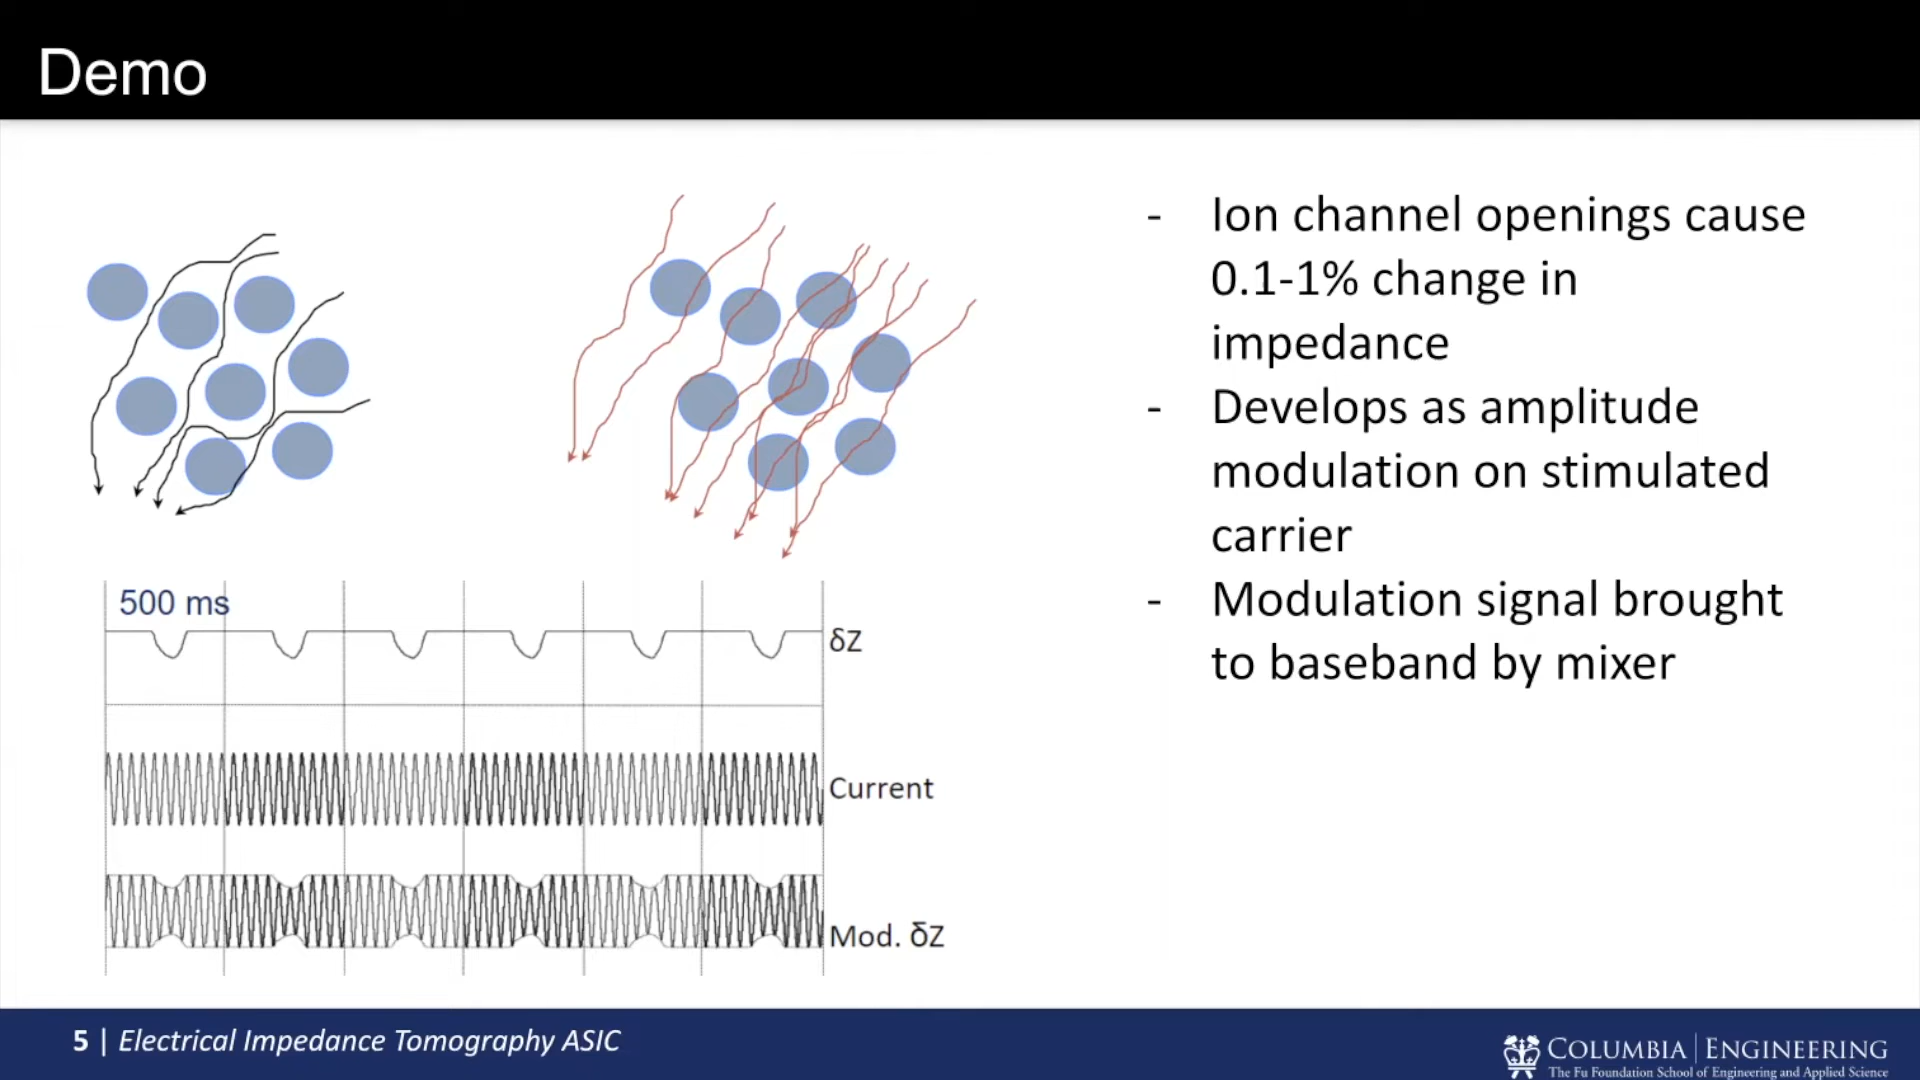 Demo
- Ion channel openings cause
0.1-1% change in
impedance
- Develops as amplitude
modulation on stimulated
carrier
- Modulation signal brought
to baseband by mixer
500 ms
δZ
Current
Mod. δZ
5 | Electrical Impedance Tomography ASIC
COLUMBIA | ENGINEERING
The Fu Foundation School of Engineering and Applied Science